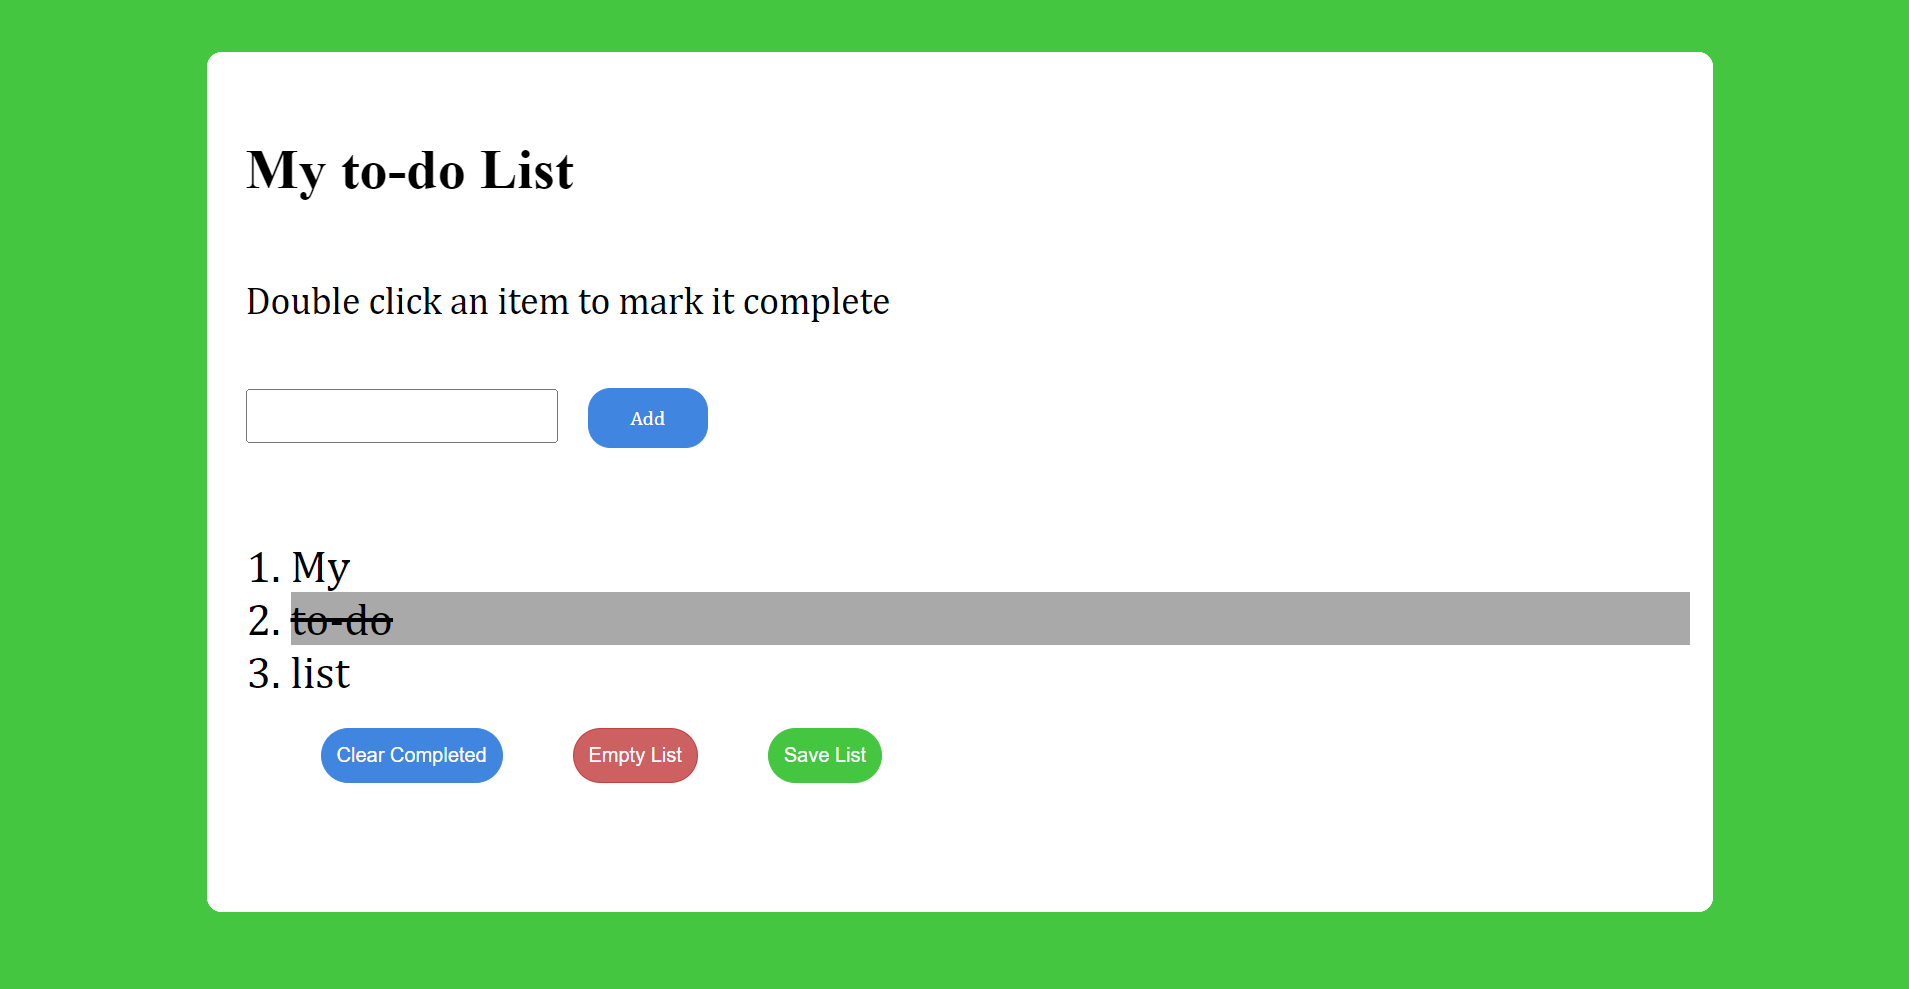 My to-do List
Double click an item to mark it complete
Add
1. My
2. to-do
3. list
Clear Completed Empty List Save List